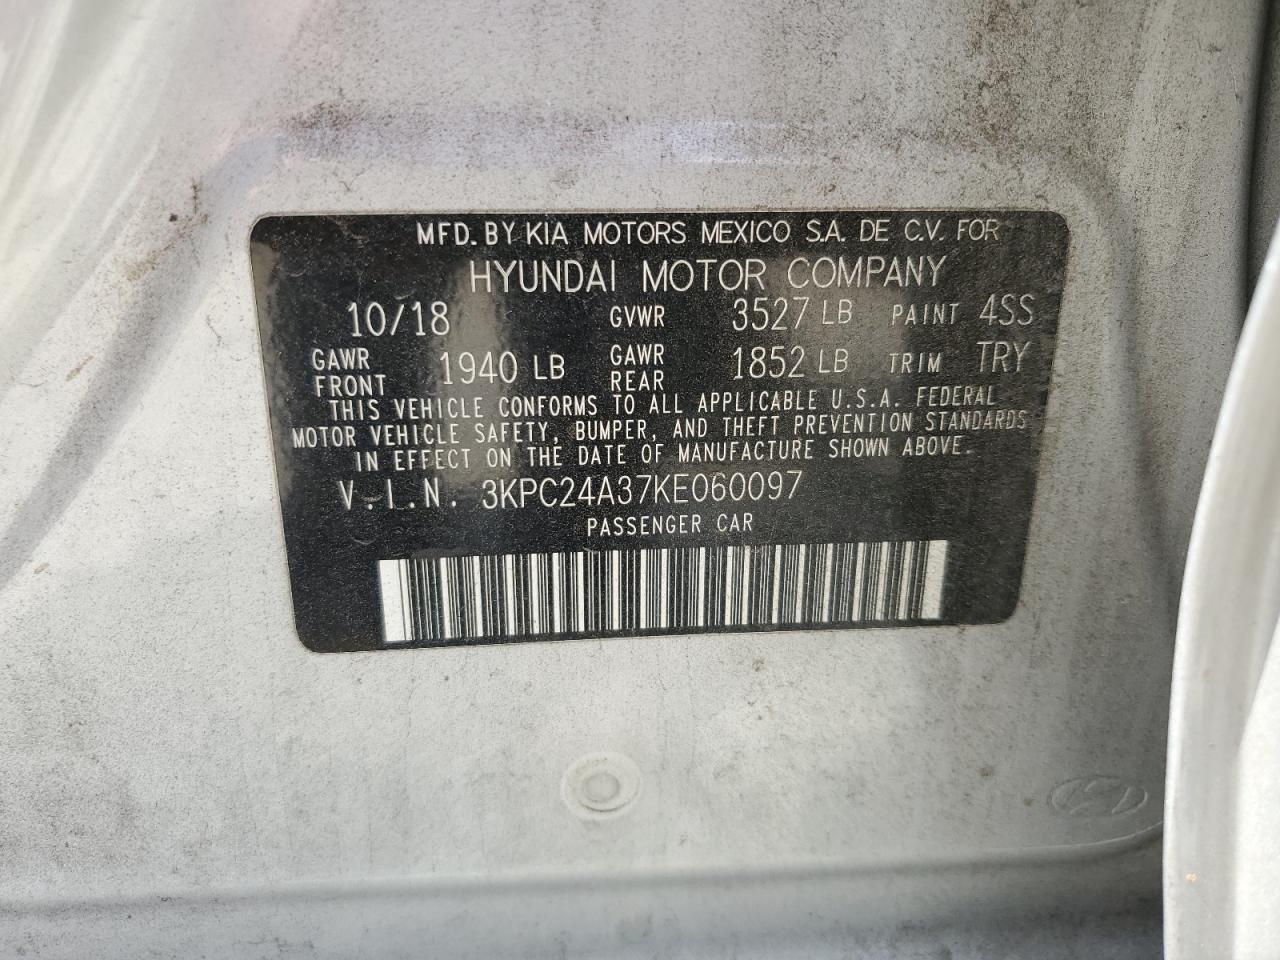 MFD. BY KIA MOTORS MEXICO S.A. DE C.V. FOR
HYUNDAI MOTOR COMPANY
10/18 GVWR 3527 LB PAINT 4SS
GAWR FRONT 1940 LB GAWR REAR 1852 LB TRIM TRY
THIS VEHICLE CONFORMS TO ALL APPLICABLE U.S.A. FEDERAL
MOTOR VEHICLE SAFETY, BUMPER, AND THEFT PREVENTION STANDARDS
IN EFFECT ON THE DATE OF MANUFACTURE SHOWN ABOVE.
V.I.N. 3KPC24A37KE060097
PASSENGER CAR